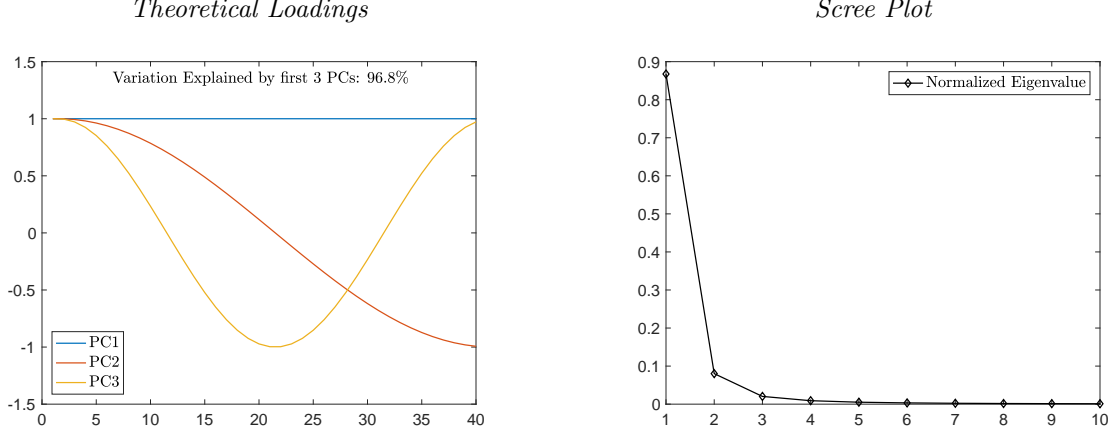 Theoretical Loadings
Variation Explained by first 3 PCs: 96.8%
1.5
1
0.5
0
-0.5
-1
-1.5
PC1
PC2
PC3
0 5 10 15 20 25 30 35 40
Scree Plot
Normalized Eigenvalue
0.9
0.8
0.7
0.6
0.5
0.4
0.3
0.2
0.1
0
1 2 3 4 5 6 7 8 9 10